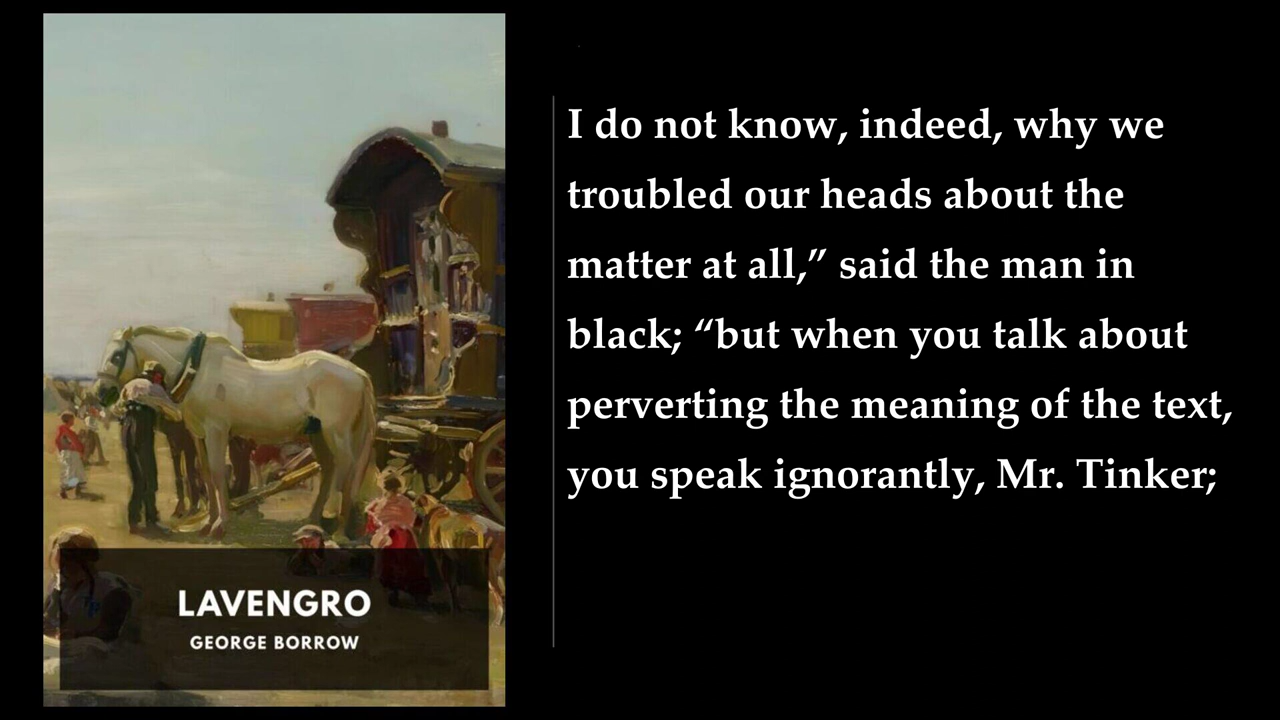 LAVENGRO
GEORGE BORROW
I do not know, indeed, why we
troubled our heads about the
matter at all,” said the man in
black; “but when you talk about
perverting the meaning of the text,
you speak ignorantly, Mr. Tinker;